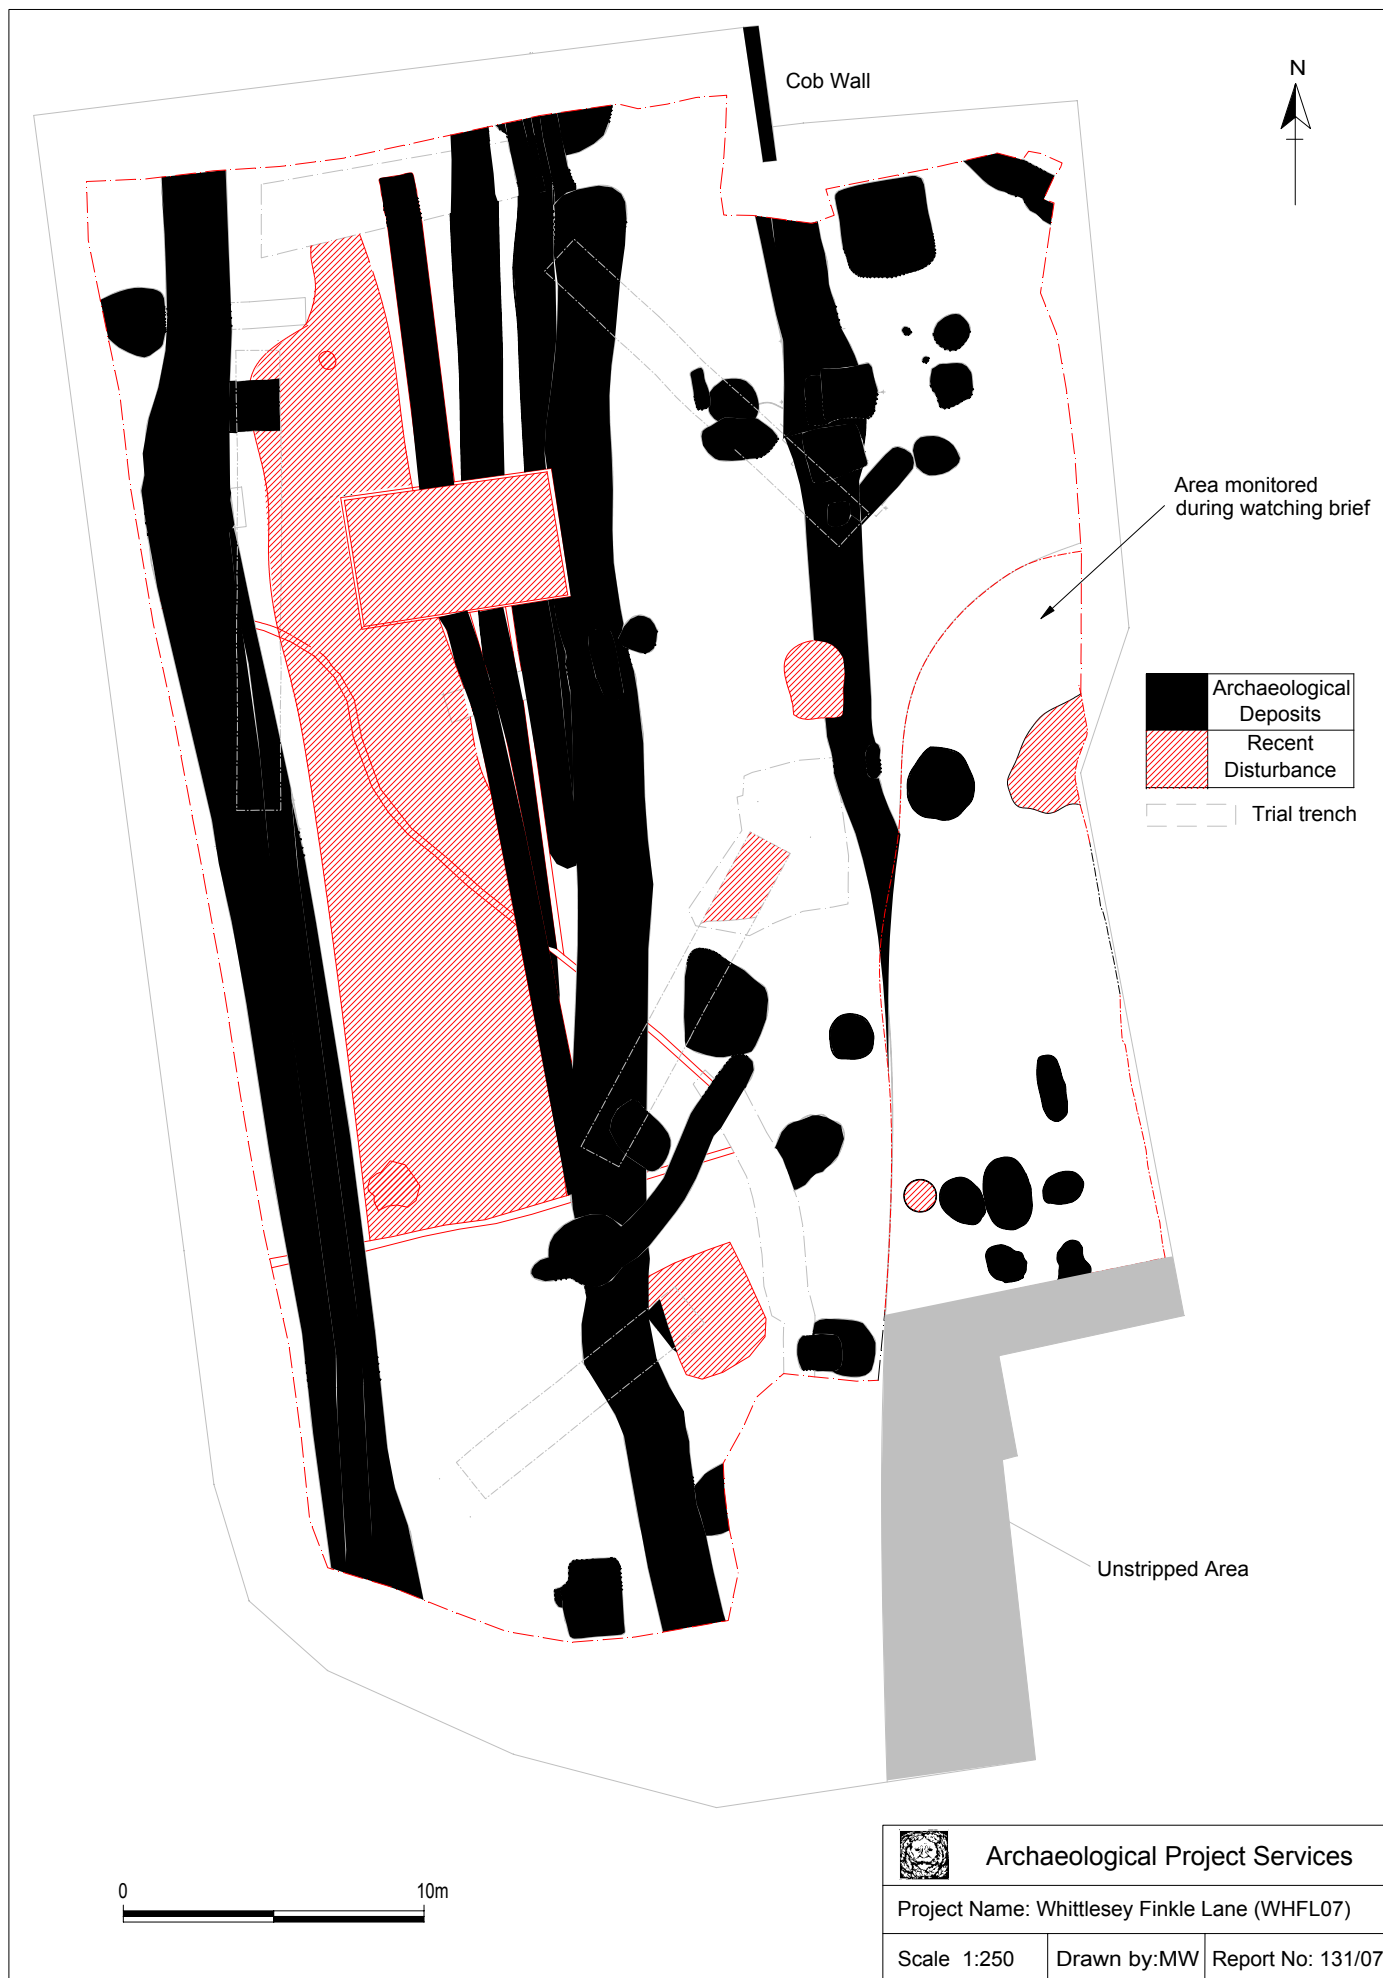 Cob Wall
N
Area monitored
during watching brief
Archaeological
Deposits
Recent
Disturbance
Trial trench
Unstripped Area
0 10m
Archaeological Project Services
Project Name: Whittlesey Finkle Lane (WHFL07)
Scale 1:250 Drawn by:MW Report No: 131/07